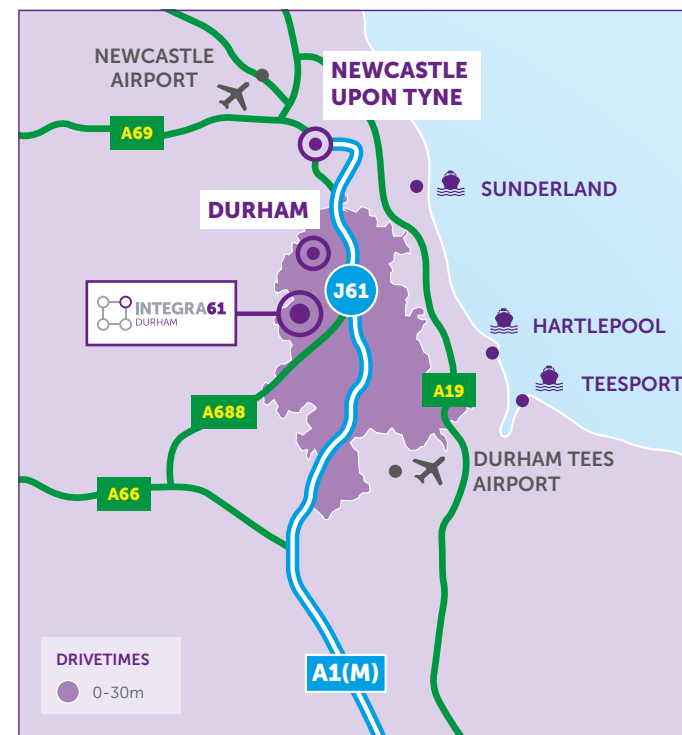 NEWCASTLE
AIRPORT
NEWCASTLE
UPON TYNE
A69
SUNDERLAND
DURHAM
J61
INTEGRA61
DURHAM
HARTLEPOOL
TEESPORT
A19
A688
DURHAM TEES
AIRPORT
A66
DRIVETIMES
0-30m
A1(M)